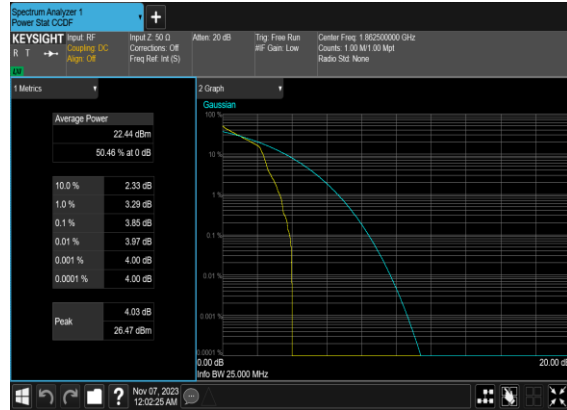 Spectrum Analyzer 1
Power Stat CCDF
+
KEYSIGHT
R T
LV
Input: RF
Coupling: DC
Align: Off
Input Z: 50 Ω
Corrections: Off
Freq Ref: Int (S)
Atten: 20 dB
Trig: Free Run
#IF Gain: Low
Center Freq: 1.862500000 GHz
Counts: 1.00 M/1.00 Mpt
Radio Std: None
1 Metrics
Average Power
22.44 dBm
50.46 % at 0 dB
10.0 % 2.33 dB
1.0 % 3.29 dB
0.1 % 3.85 dB
0.01 % 3.97 dB
0.001 % 4.00 dB
0.0001 % 4.00 dB
Peak
4.03 dB
26.47 dBm
2 Graph
Gaussian
100 %
10 %
1 %
0.1 %
0.01 %
0.001 %
0.0001 %
0.00 dB
20.00 dB
Info BW 25.000 MHz
?
Nov 07, 2023
12:02:25 AM